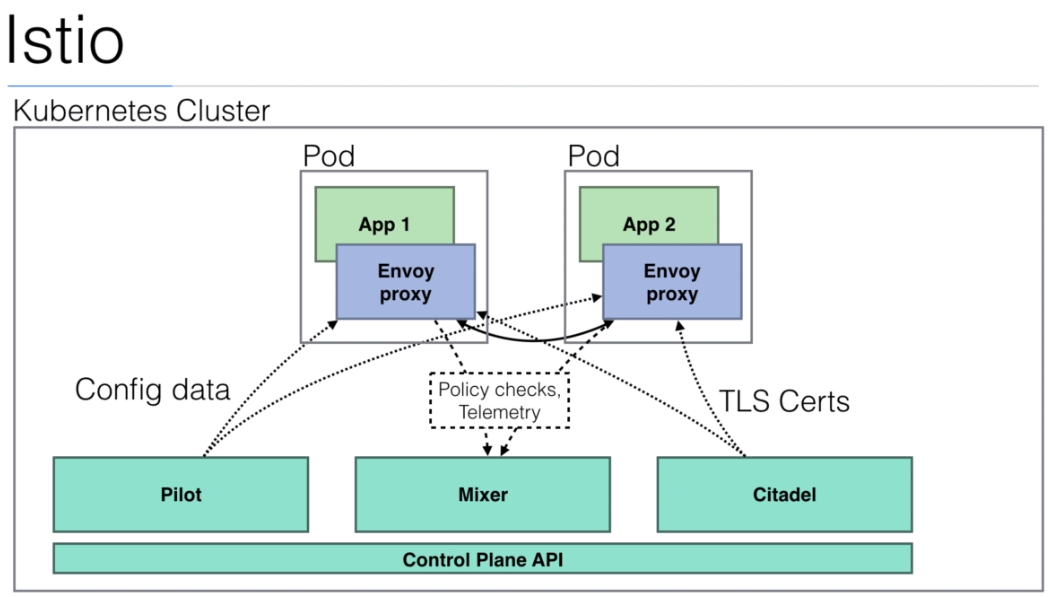 Istio
Kubernetes Cluster
Pod
Pod
App 1
App 2
Envoy
proxy
Envoy
proxy
Config data
Policy checks,
Telemetry
TLS Certs
Pilot
Mixer
Citadel
Control Plane API